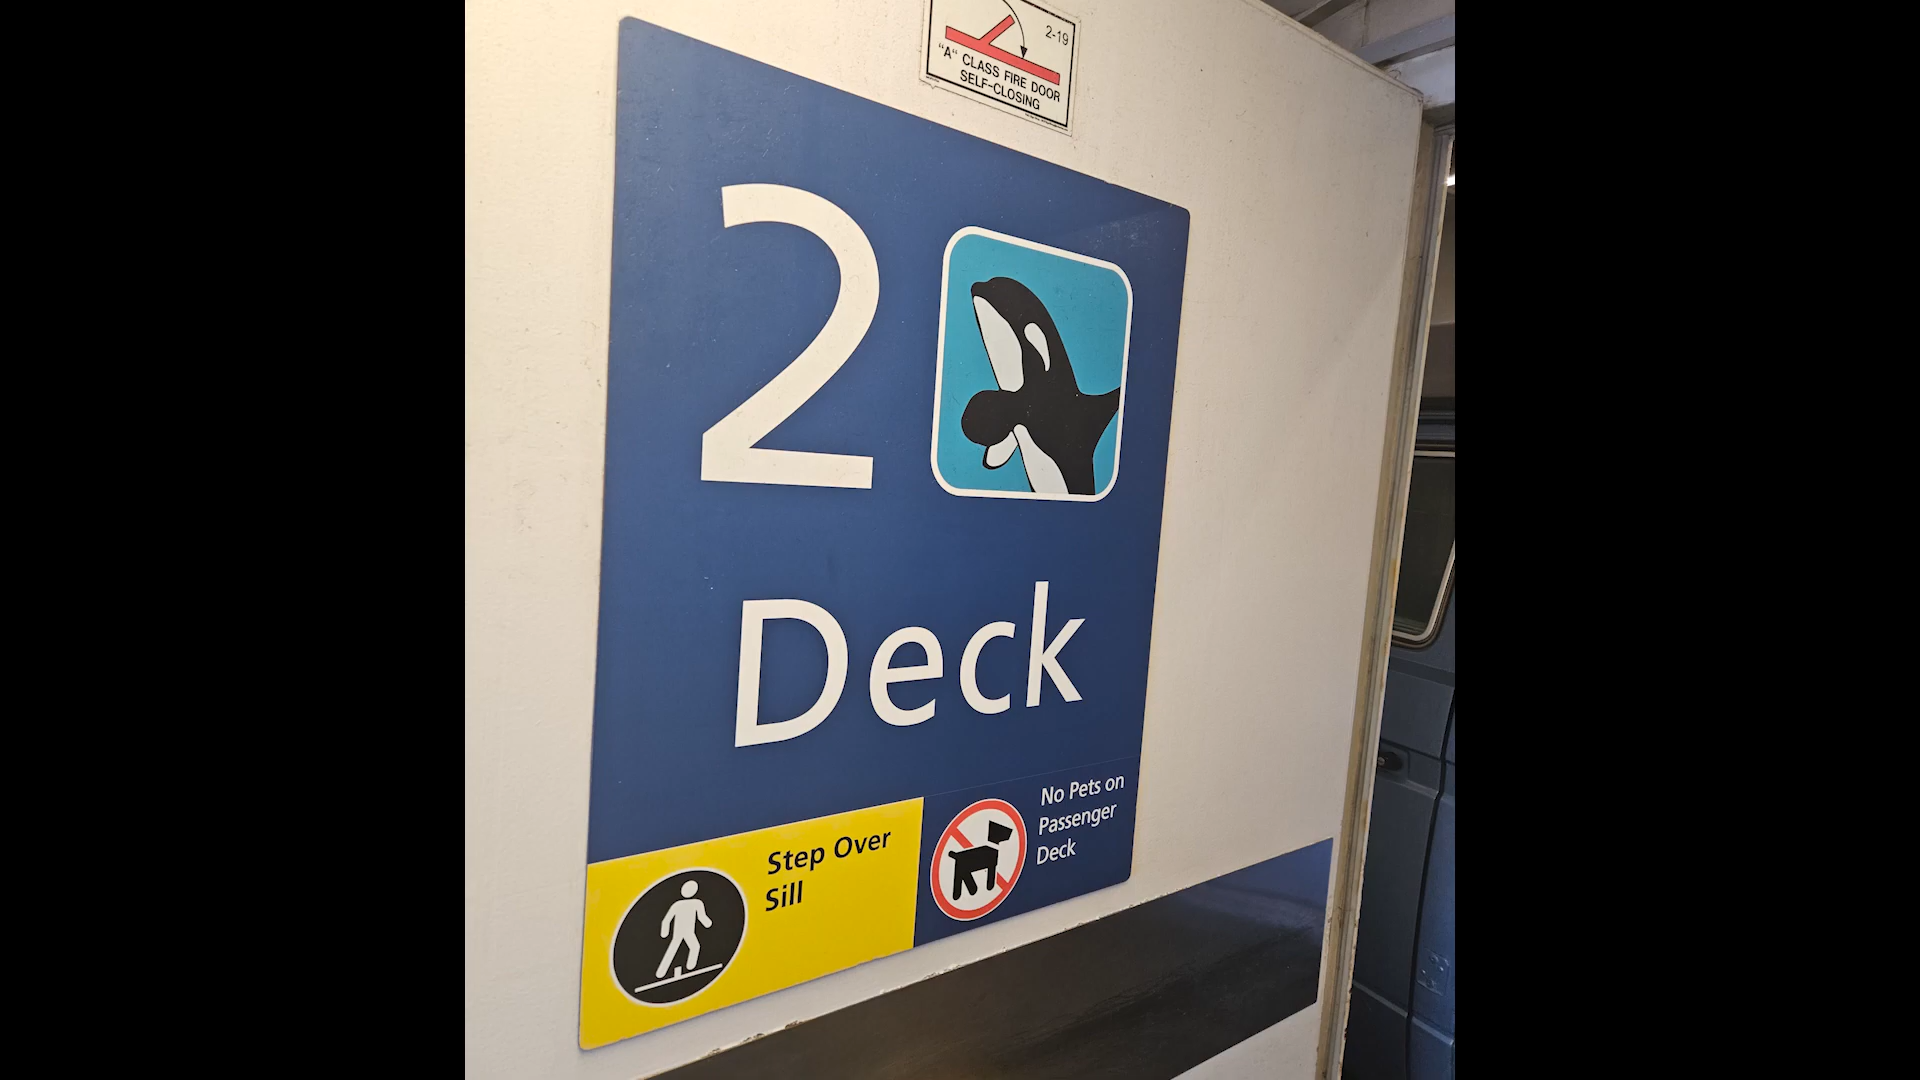 2-19
"A" CLASS FIRE DOOR
SELF-CLOSING
2
Deck
Step Over
Sill
No Pets on
Passenger
Deck